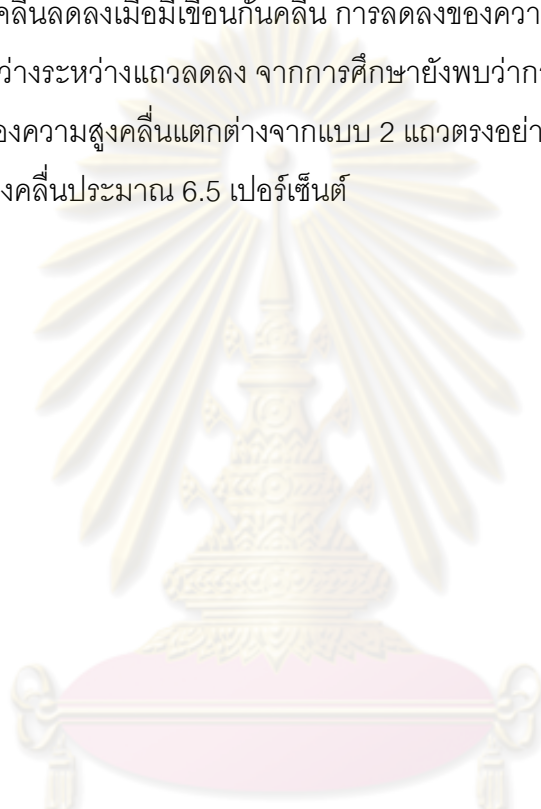 คลื่นลดลงเมื่อมีเขื่อนกันคลื่น การลดลงของควา
ว่างระหว่างแถวลดลง จากการศึกษายังพบว่าก
องความสูงคลื่นแตกต่างจากแบบ 2 แถวตรงอย่า
งคลื่นประมาณ 6.5 เปอร์เซ็นต์